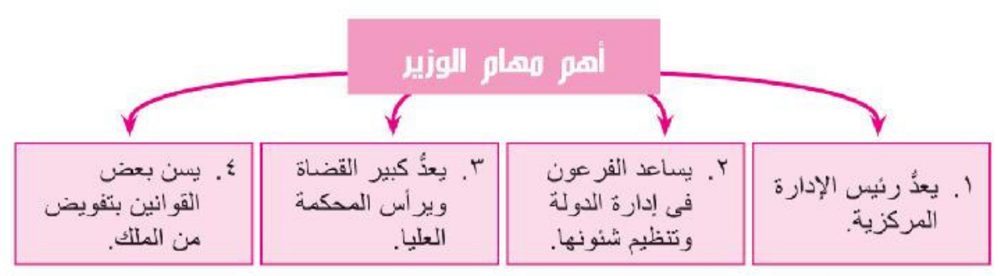 أهم مهام الوزير
١. يعدُّ رئيس الإدارة
المركزية.
٢. يساعد الفرعون
فى إدارة الدولة
وتنظيم شئونها.
٣. يعدُّ كبير القضاة
ويرأس المحكمة
العليا.
٤. يسن بعض
القوانين بتفويض
من الملك.